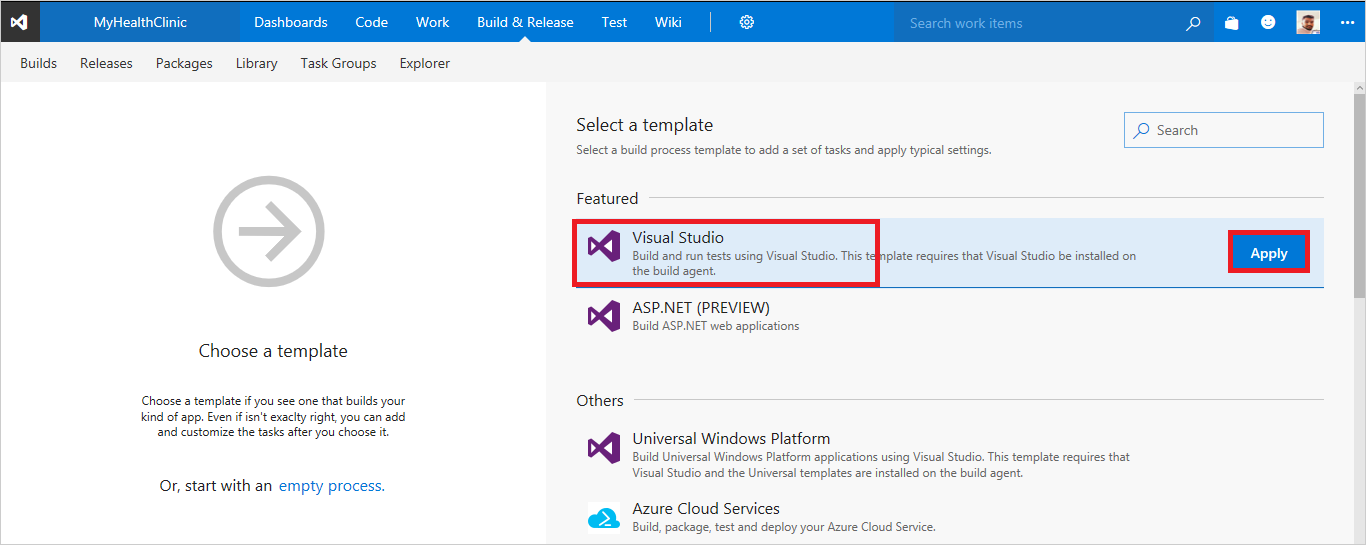 MyHealthClinic Dashboards Code Work Build & Release Test Wiki Search work items
Builds Releases Packages Library Task Groups Explorer
Choose a template
Choose a template if you see one that builds your
kind of app. Even if isn't exaclty right, you can add
and customize the tasks after you choose it.
Or, start with an empty process.
Select a template
Search
Select a build process template to add a set of tasks and apply typical settings.
Featured
Visual Studio
Build and run tests using Visual Studio. This template requires that Visual Studio be installed on
the build agent.
Apply
ASP.NET (PREVIEW)
Build ASP.NET web applications
Others
Universal Windows Platform
Build Universal Windows Platform applications using Visual Studio. This template requires that
Visual Studio and the Universal templates are installed on the build agent.
Azure Cloud Services
Build, package, test and deploy your Azure Cloud Service.